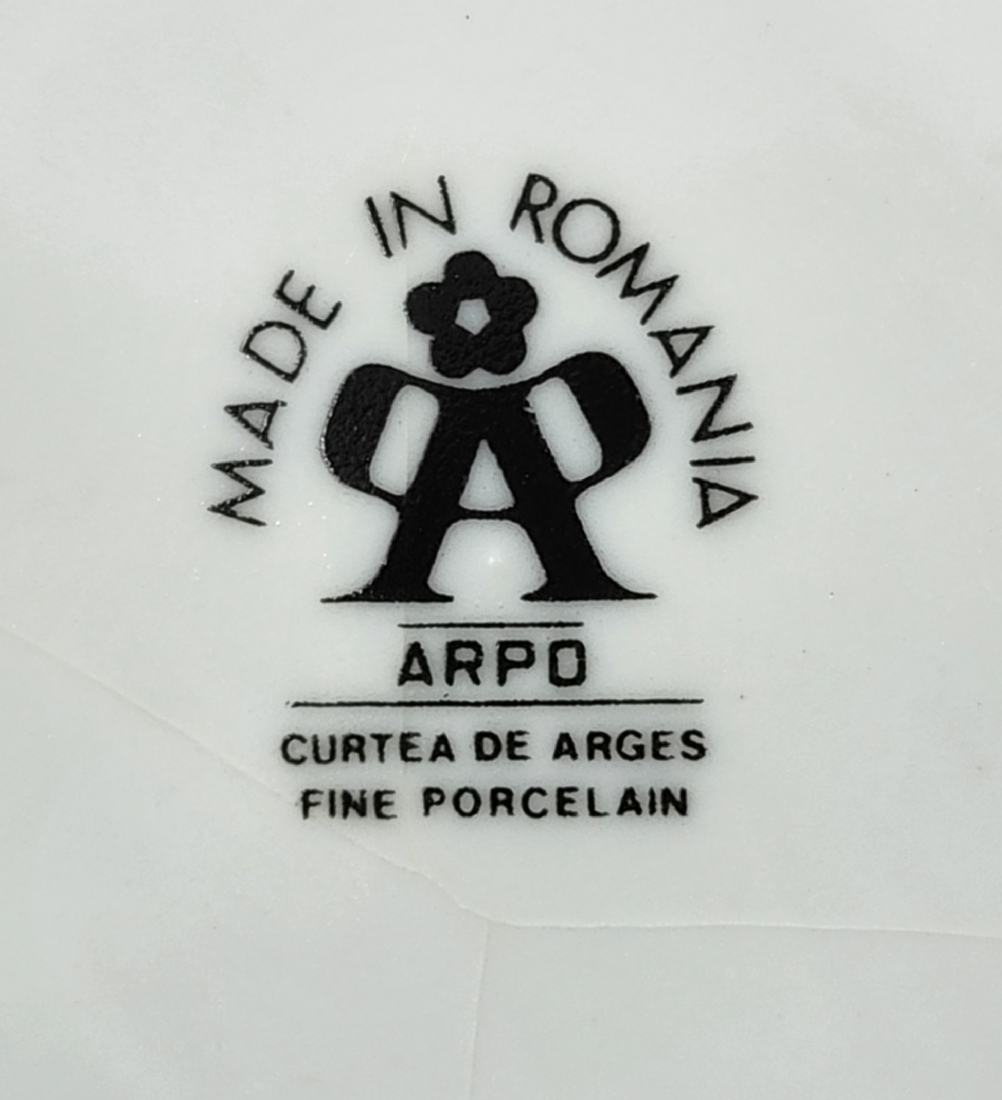 MADE IN ROMANIA
A
ARPO
CURTEA DE ARGES
FINE PORCELAIN